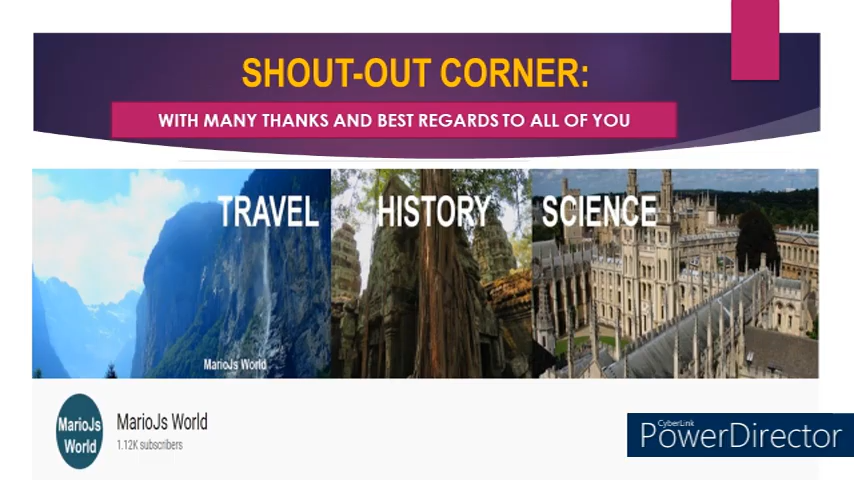 SHOUT-OUT CORNER:
WITH MANY THANKS AND BEST REGARDS TO ALL OF YOU
TRAVEL HISTORY SCIENCE
MarioJs World
MarioJs World
MarioJs World
1.12K subscribers
CyberLink
PowerDirector